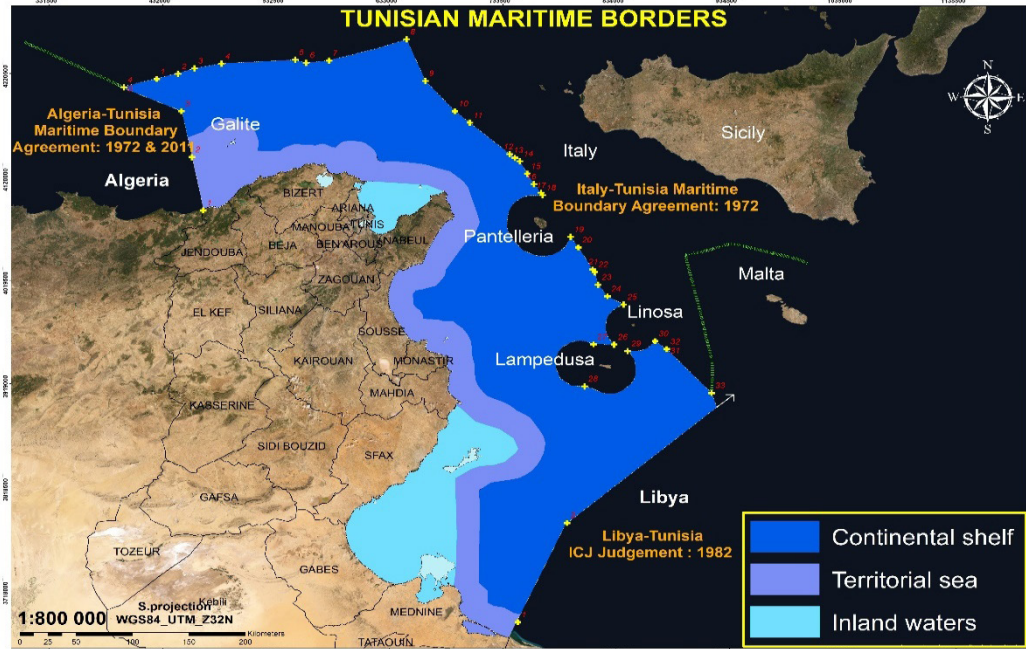 TUNISIAN MARITIME BORDERS
Algeria-Tunisia
Maritime Boundary
Agreement: 1972 & 2011
Galite
Algeria
Sicily
Italy
N
W
E
S
Italy-Tunisia Maritime
Boundary Agreement: 1972
Pantelleria
Malta
Linosa
Lampedusa
BIZERT
ARIANA
MANOUBA
TUNIS
BEN AROUS
NABEUL
JENDOUBA
BEJA
ZAGOUAN
EL KEF
SILIANA
SOUSSE
KAIROUAN
MONASTIR
MAHDIA
KASSERINE
SIDI BOUZID
SFAX
GAFSA
TOZEUR
GABES
Kebili
MEDNINE
TATAOUIN
Libya
Libya-Tunisia
ICJ Judgement : 1982
1:800 000
S.projection
WGS84_UTM_Z32N
0 25 50 100 150 200
Kilometers
Continental shelf
Territorial sea
Inland waters